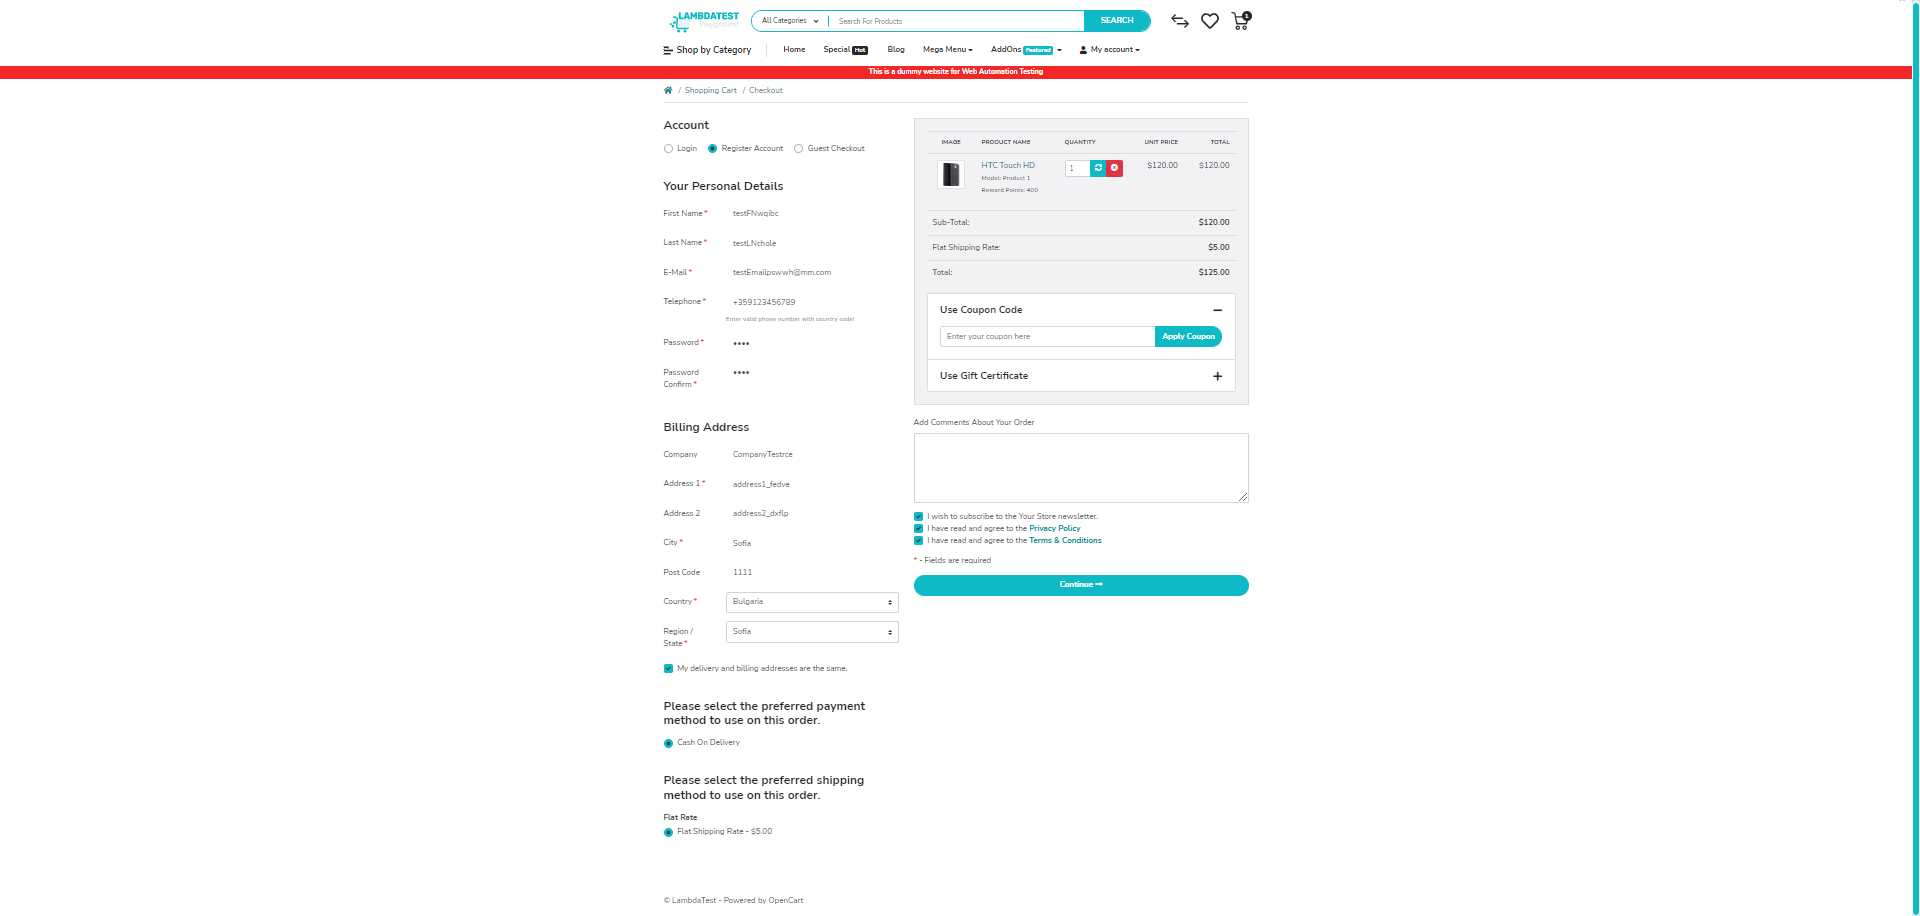 LAMBDATEST
Playground
All Categories
Search For Products
SEARCH
1
Shop by Category
Home
Special Hot
Blog
Mega Menu
AddOns Featured
My account
This is a dummy website for Web Automation Testing
/ Shopping Cart / Checkout
Account
Login
Register Account
Guest Checkout
Your Personal Details
First Name*
testFNwqibc
Last Name*
testLNchole
E-Mail*
testEmailpswwh@mm.com
Telephone*
+359123456789
Enter valid phone number with country code!
Password*
••••
Password
Confirm*
••••
Billing Address
Company
CompanyTestrce
Address 1*
address1_fedve
Address 2
address2_dxflp
City*
Sofia
Post Code
1111
Country*
Bulgaria
Region /
State*
Sofia
My delivery and billing addresses are the same.
Please select the preferred payment
method to use on this order.
Cash On Delivery
Please select the preferred shipping
method to use on this order.
Flat Rate
Flat Shipping Rate - $5.00
IMAGE PRODUCT NAME QUANTITY UNIT PRICE TOTAL
HTC Touch HD
Model: Product 1
Reward Points: 400
1
$120.00
$120.00
Sub-Total: $120.00
Flat Shipping Rate: $5.00
Total: $125.00
Use Coupon Code
Enter your coupon here
Apply Coupon
Use Gift Certificate
Add Comments About Your Order
I wish to subscribe to the Your Store newsletter.
I have read and agree to the Privacy Policy
I have read and agree to the Terms & Conditions
* - Fields are required
Continue
© LambdaTest - Powered by OpenCart